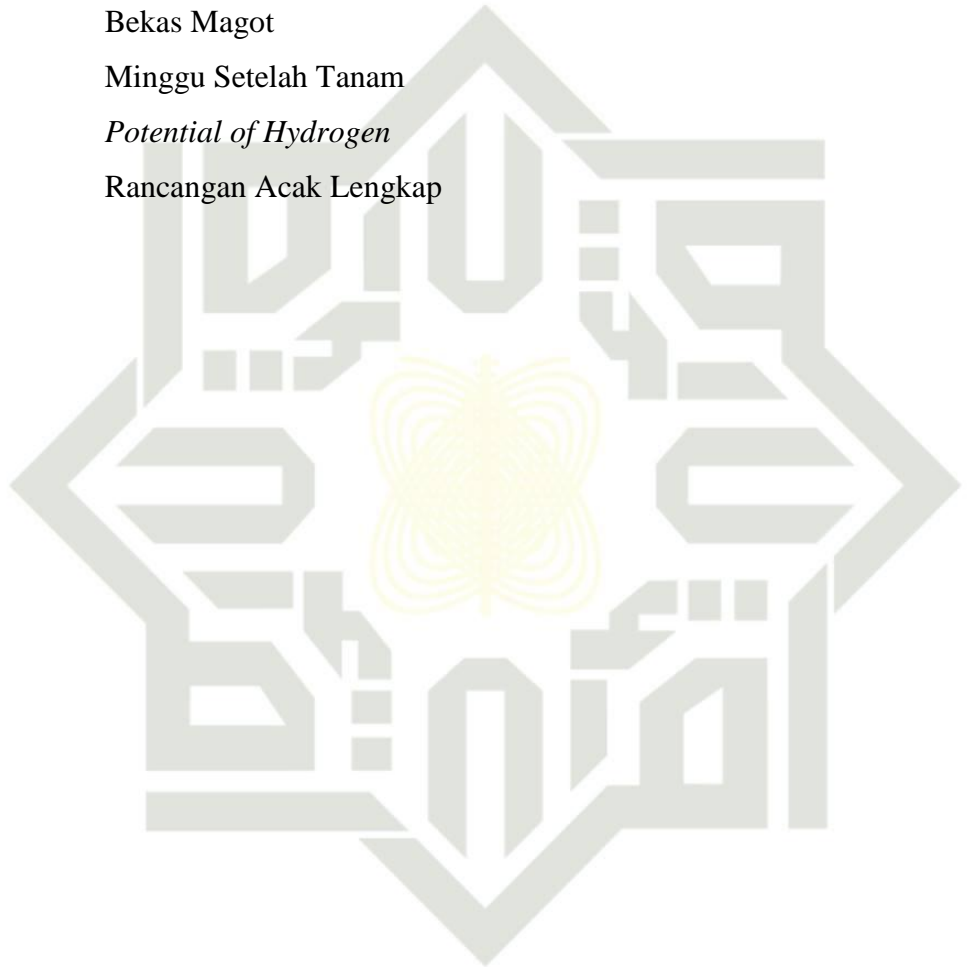 Bekas Magot
Minggu Setelah Tanam
Potential of Hydrogen
Rancangan Acak Lengkap